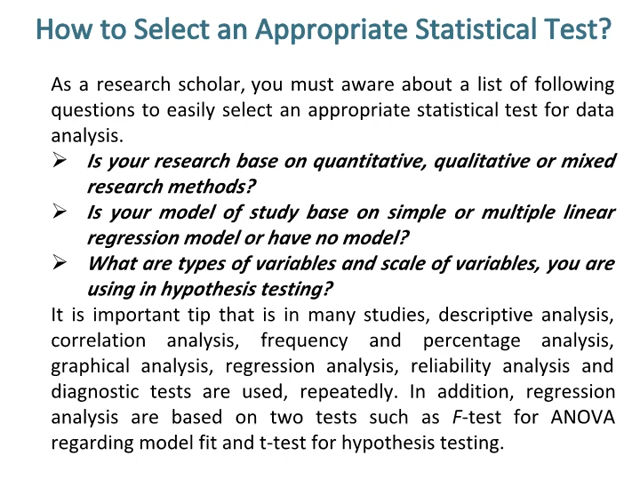 How to Select an Appropriate Statistical Test?
As a research scholar, you must aware about a list of following
questions to easily select an appropriate statistical test for data
analysis.
➢ Is your research base on quantitative, qualitative or mixed
research methods?
➢ Is your model of study base on simple or multiple linear
regression model or have no model?
➢ What are types of variables and scale of variables, you are
using in hypothesis testing?
It is important tip that is in many studies, descriptive analysis,
correlation analysis, frequency and percentage analysis,
graphical analysis, regression analysis, reliability analysis and
diagnostic tests are used, repeatedly. In addition, regression
analysis are based on two tests such as F-test for ANOVA
regarding model fit and t-test for hypothesis testing.